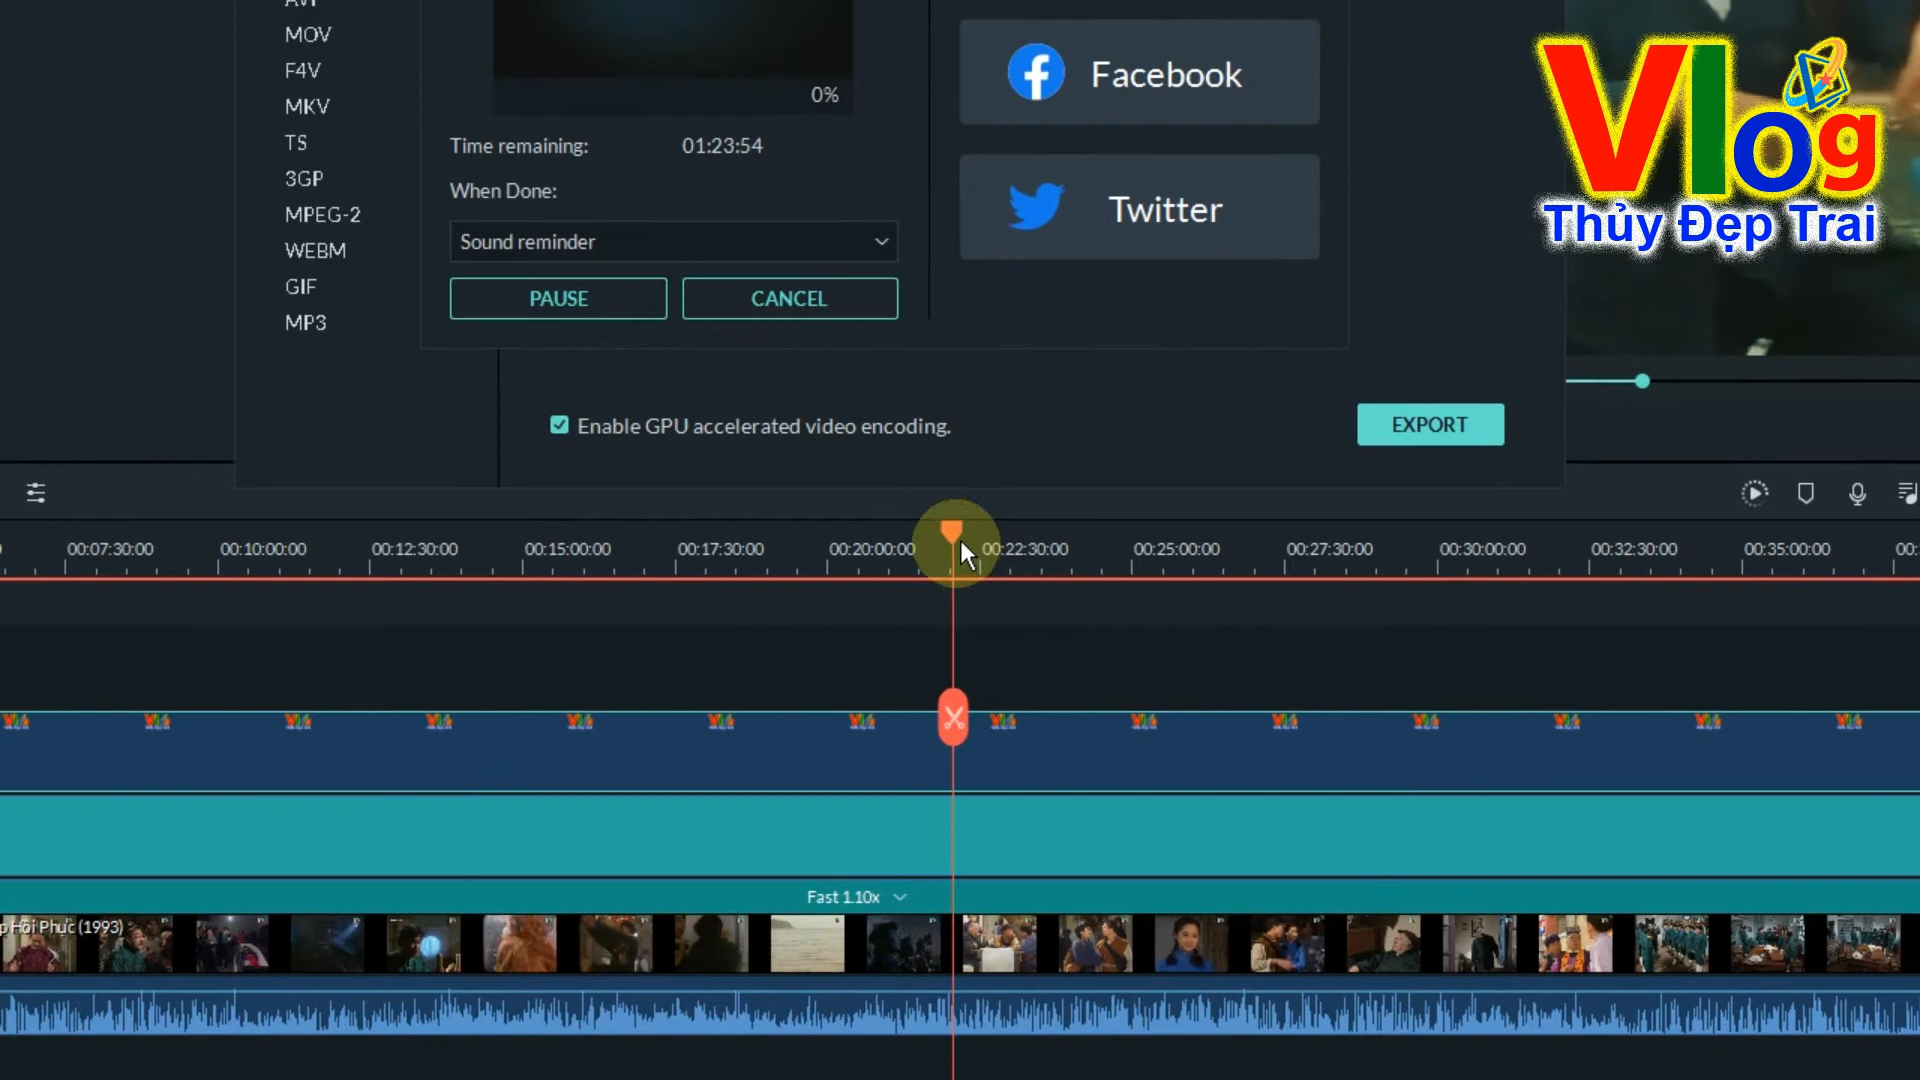 MOV
F4V
MKV
TS
3GP
MPEG-2
WEBM
GIF
MP3
0%
Time remaining: 01:23:54
When Done:
Sound reminder
PAUSE CANCEL
Facebook
Twitter
Vlog
Thủy Đẹp Trai
Enable GPU accelerated video encoding.
EXPORT
00:07:30:00 00:10:00:00 00:12:30:00 00:15:00:00 00:17:30:00 00:20:00:00 00:22:30:00 00:25:00:00 00:27:30:00 00:30:00:00 00:32:30:00 00:35:00:00
Fast 1.10x
p Hồi Phục (1993)